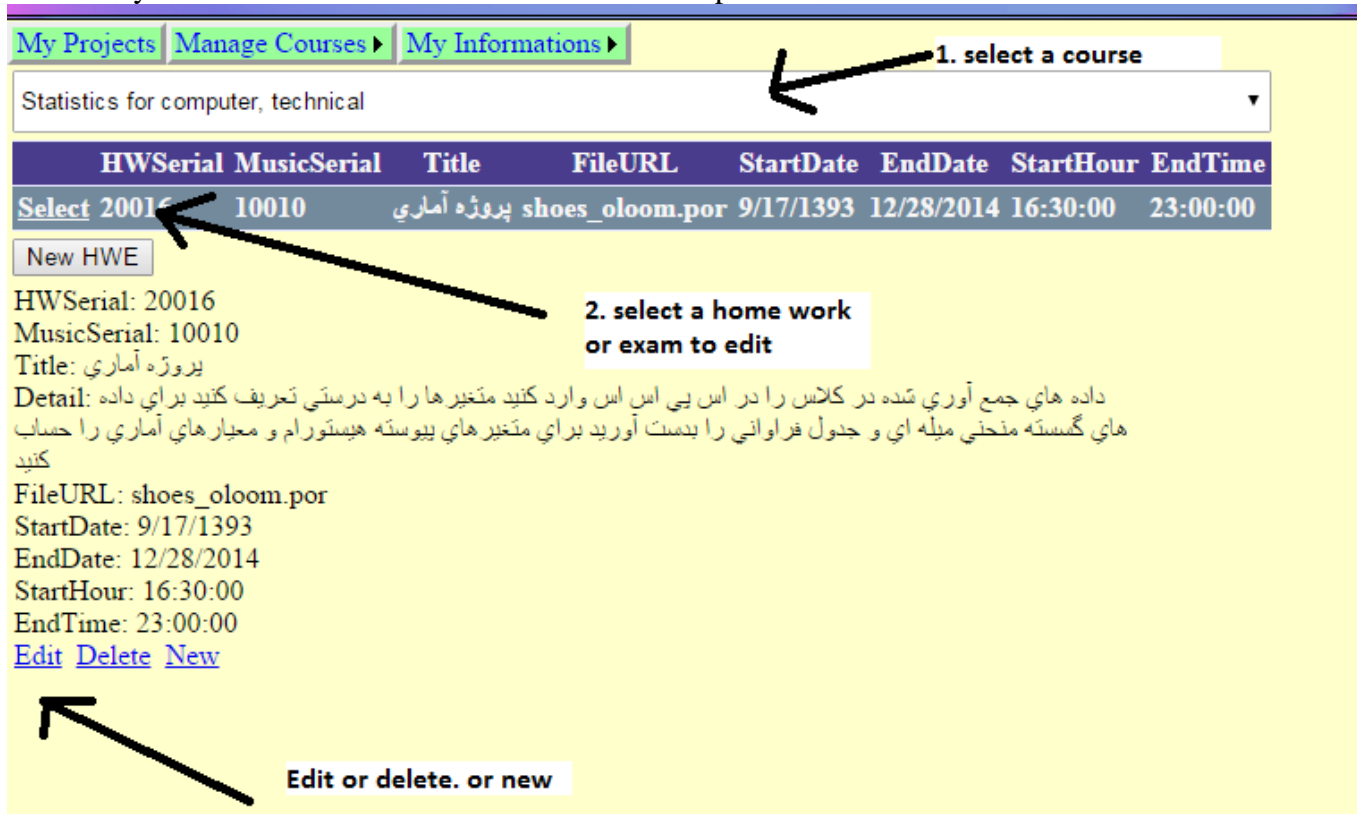 My Projects Manage Courses My Informations
1. select a course
Statistics for computer, technical
HWSerial MusicSerial Title FileURL StartDate EndDate StartHour EndTime
Select 20016 10010 پروژه آماري shoes_oloom.por 9/17/1393 12/28/2014 16:30:00 23:00:00
New HWE
HWSerial: 20016
2. select a home work
or exam to edit
MusicSerial: 10010
Title: پروژه آماري
Detail: داده هاي جمع آوري شده در كلاس را در اس پي اس اس وارد كنيد متغيرها را به درستي تعريف كنيد براي داده
هاي گسسته منحني ميله اي و جدول فراواني را بدست آوريد براي متغير هاي پيوسته هيستورام و معيارهاي آماري را حساب
كنيد
FileURL: shoes_oloom.por
StartDate: 9/17/1393
EndDate: 12/28/2014
StartHour: 16:30:00
EndTime: 23:00:00
Edit Delete New
Edit or delete. or new